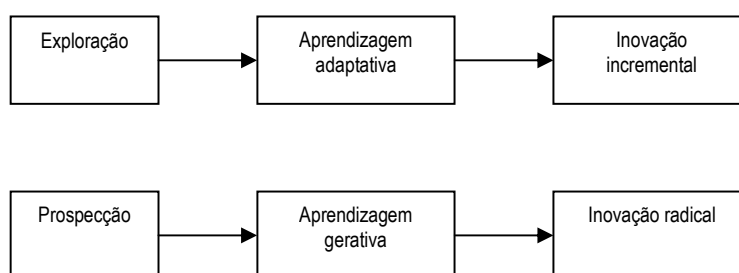 Exploração
Aprendizagem
adaptativa
Inovação
incremental
Prospecção
Aprendizagem
gerativa
Inovação radical